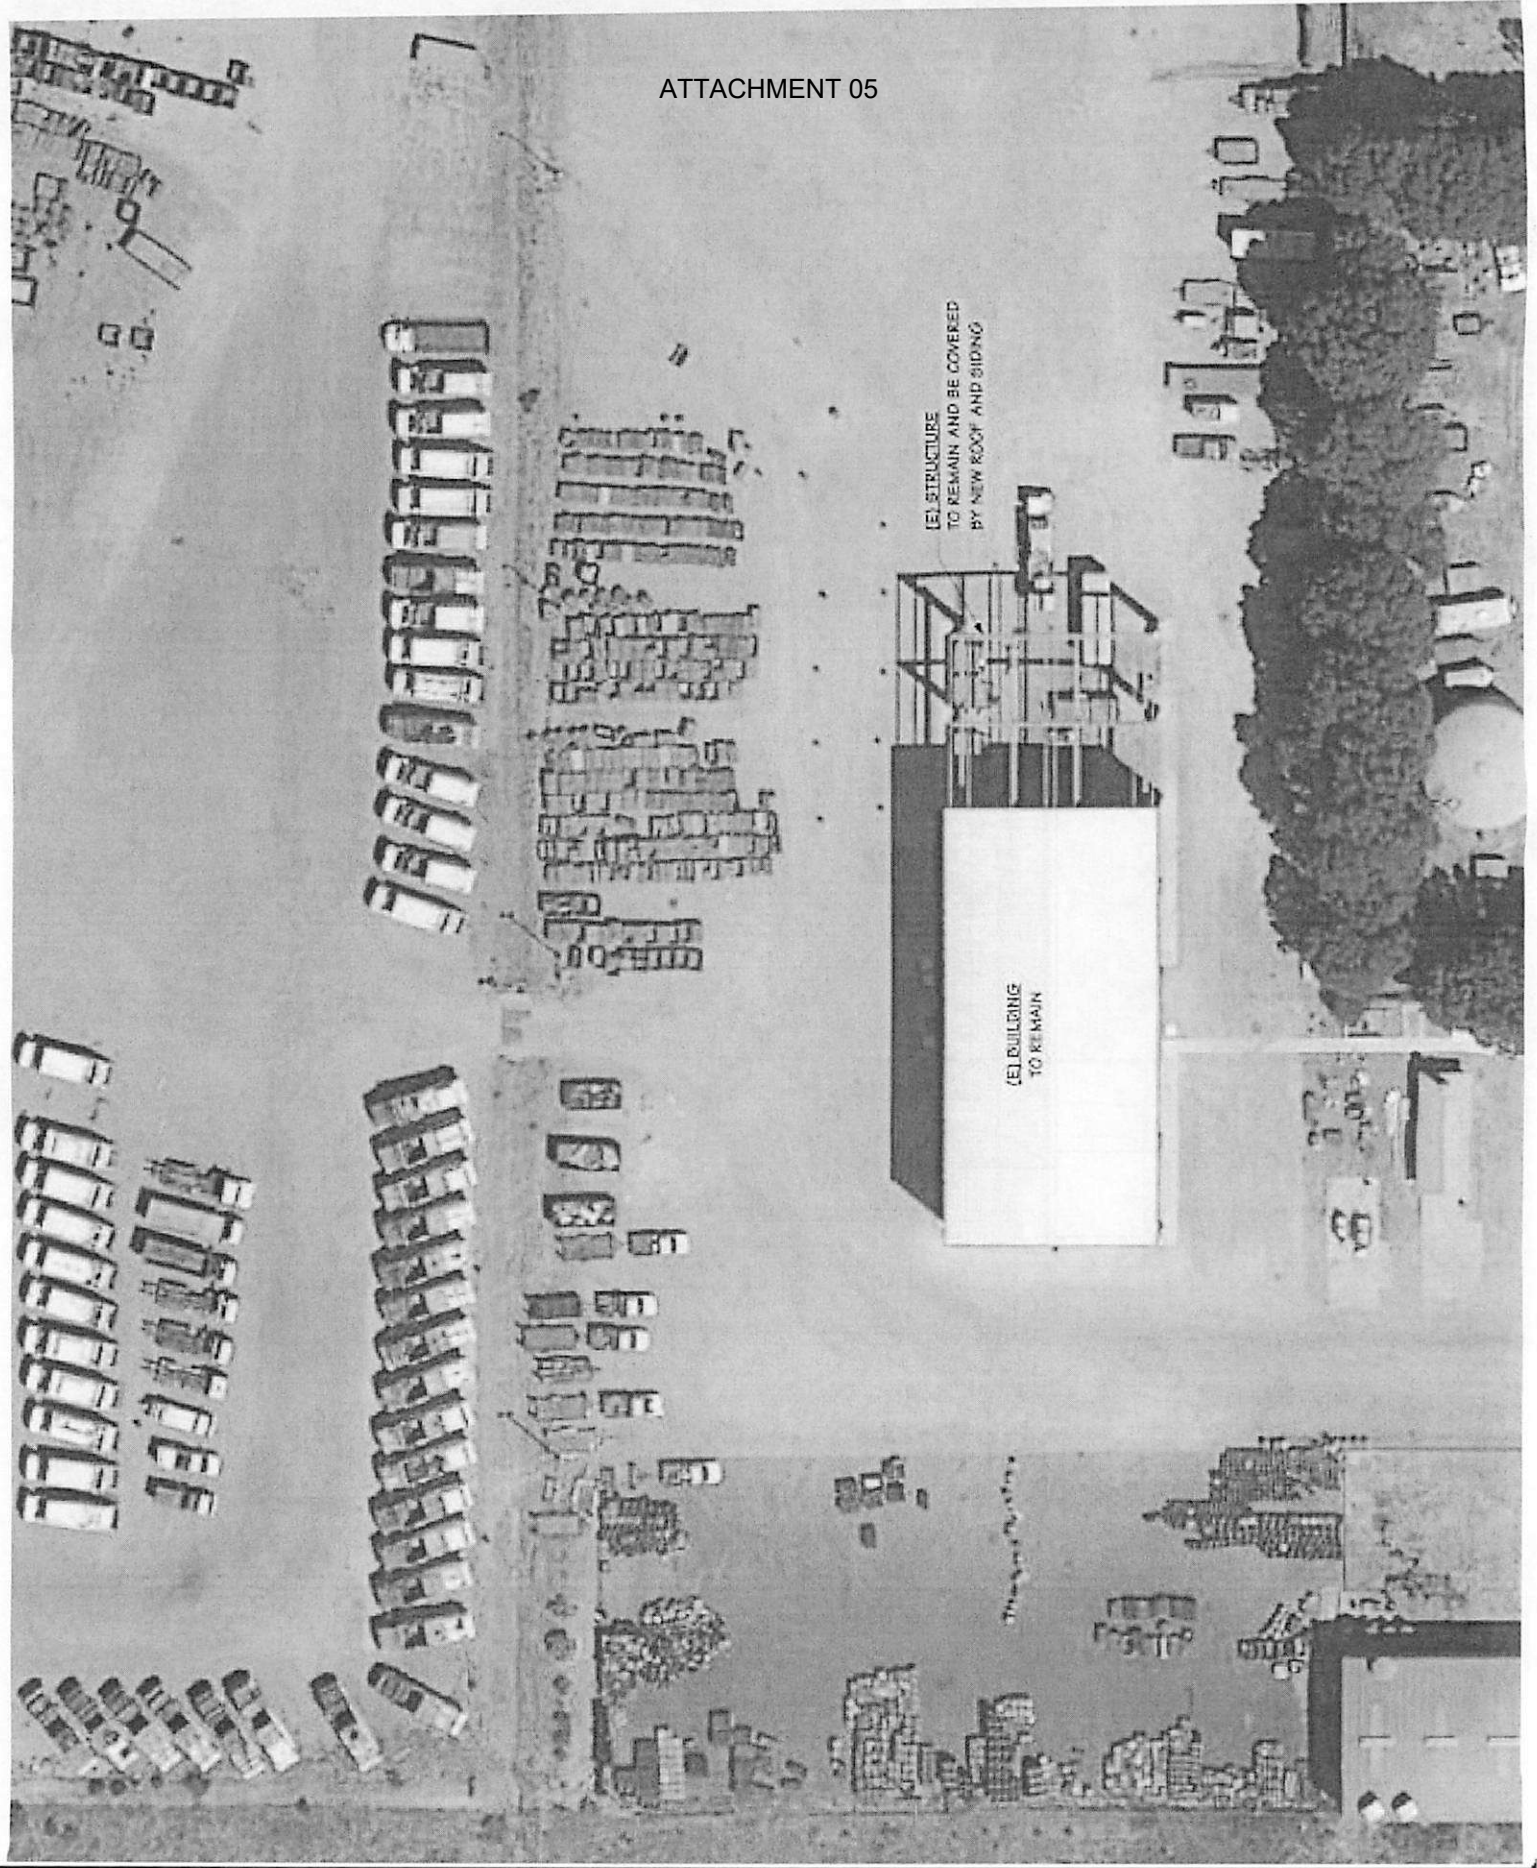 ATTACHMENT 05
(E) STRUCTURE
TO REMAIN AND BE COVERED
BY NEW ROOF AND SIDING
(E) BUILDING
TO REMAIN